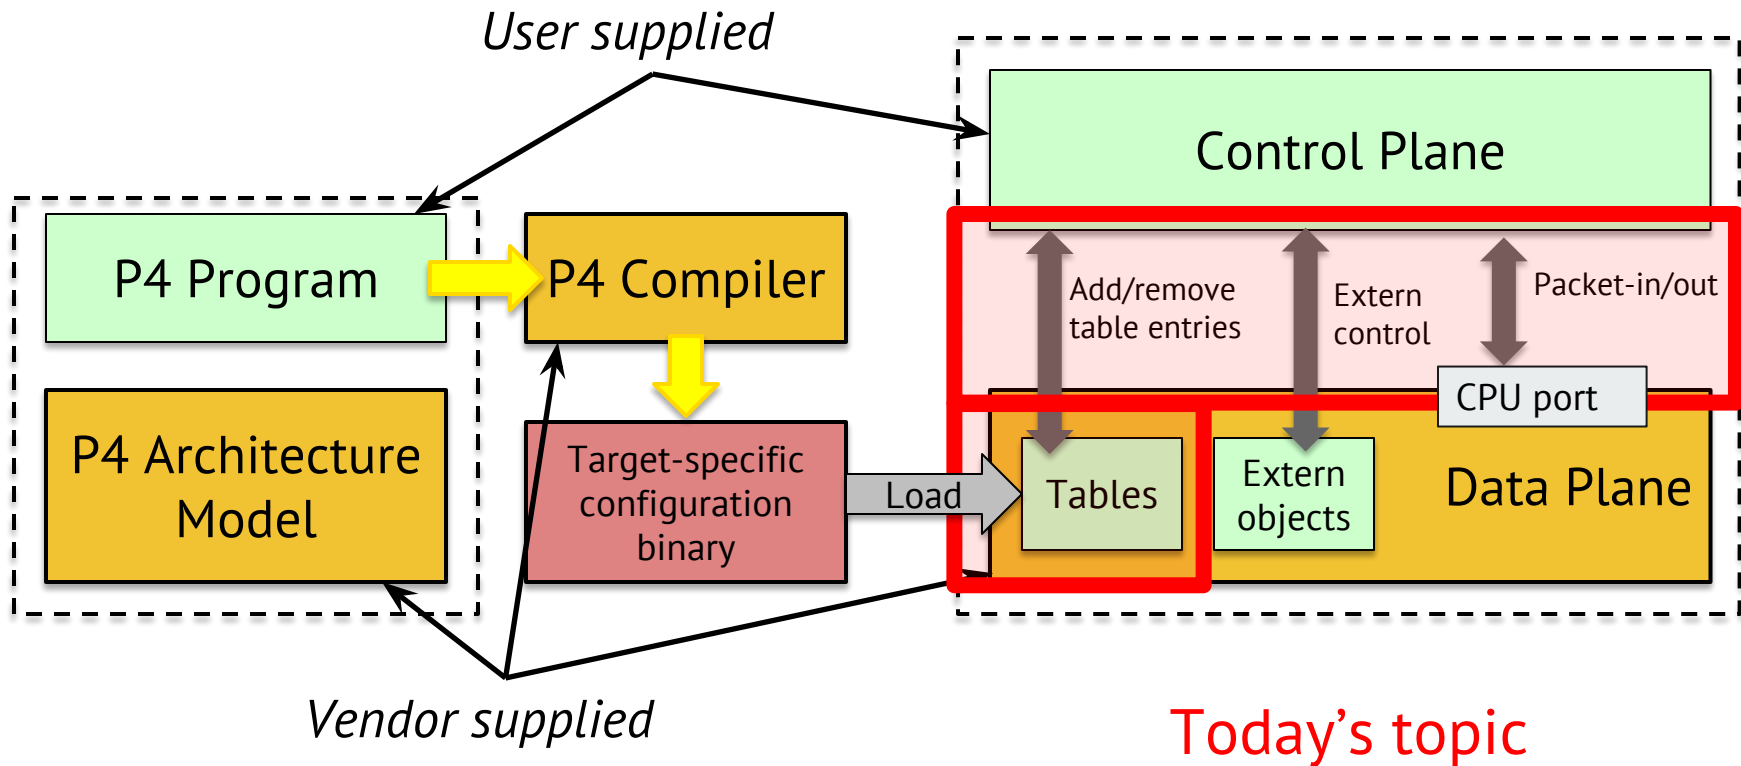 User supplied
Control Plane
P4 Program
P4 Compiler
Add/remove
table entries
Extern
control
Packet-in/out
CPU port
P4 Architecture
Model
Target-specific
configuration
binary
Load
Tables
Extern
objects
Data Plane
Vendor supplied
Today’s topic